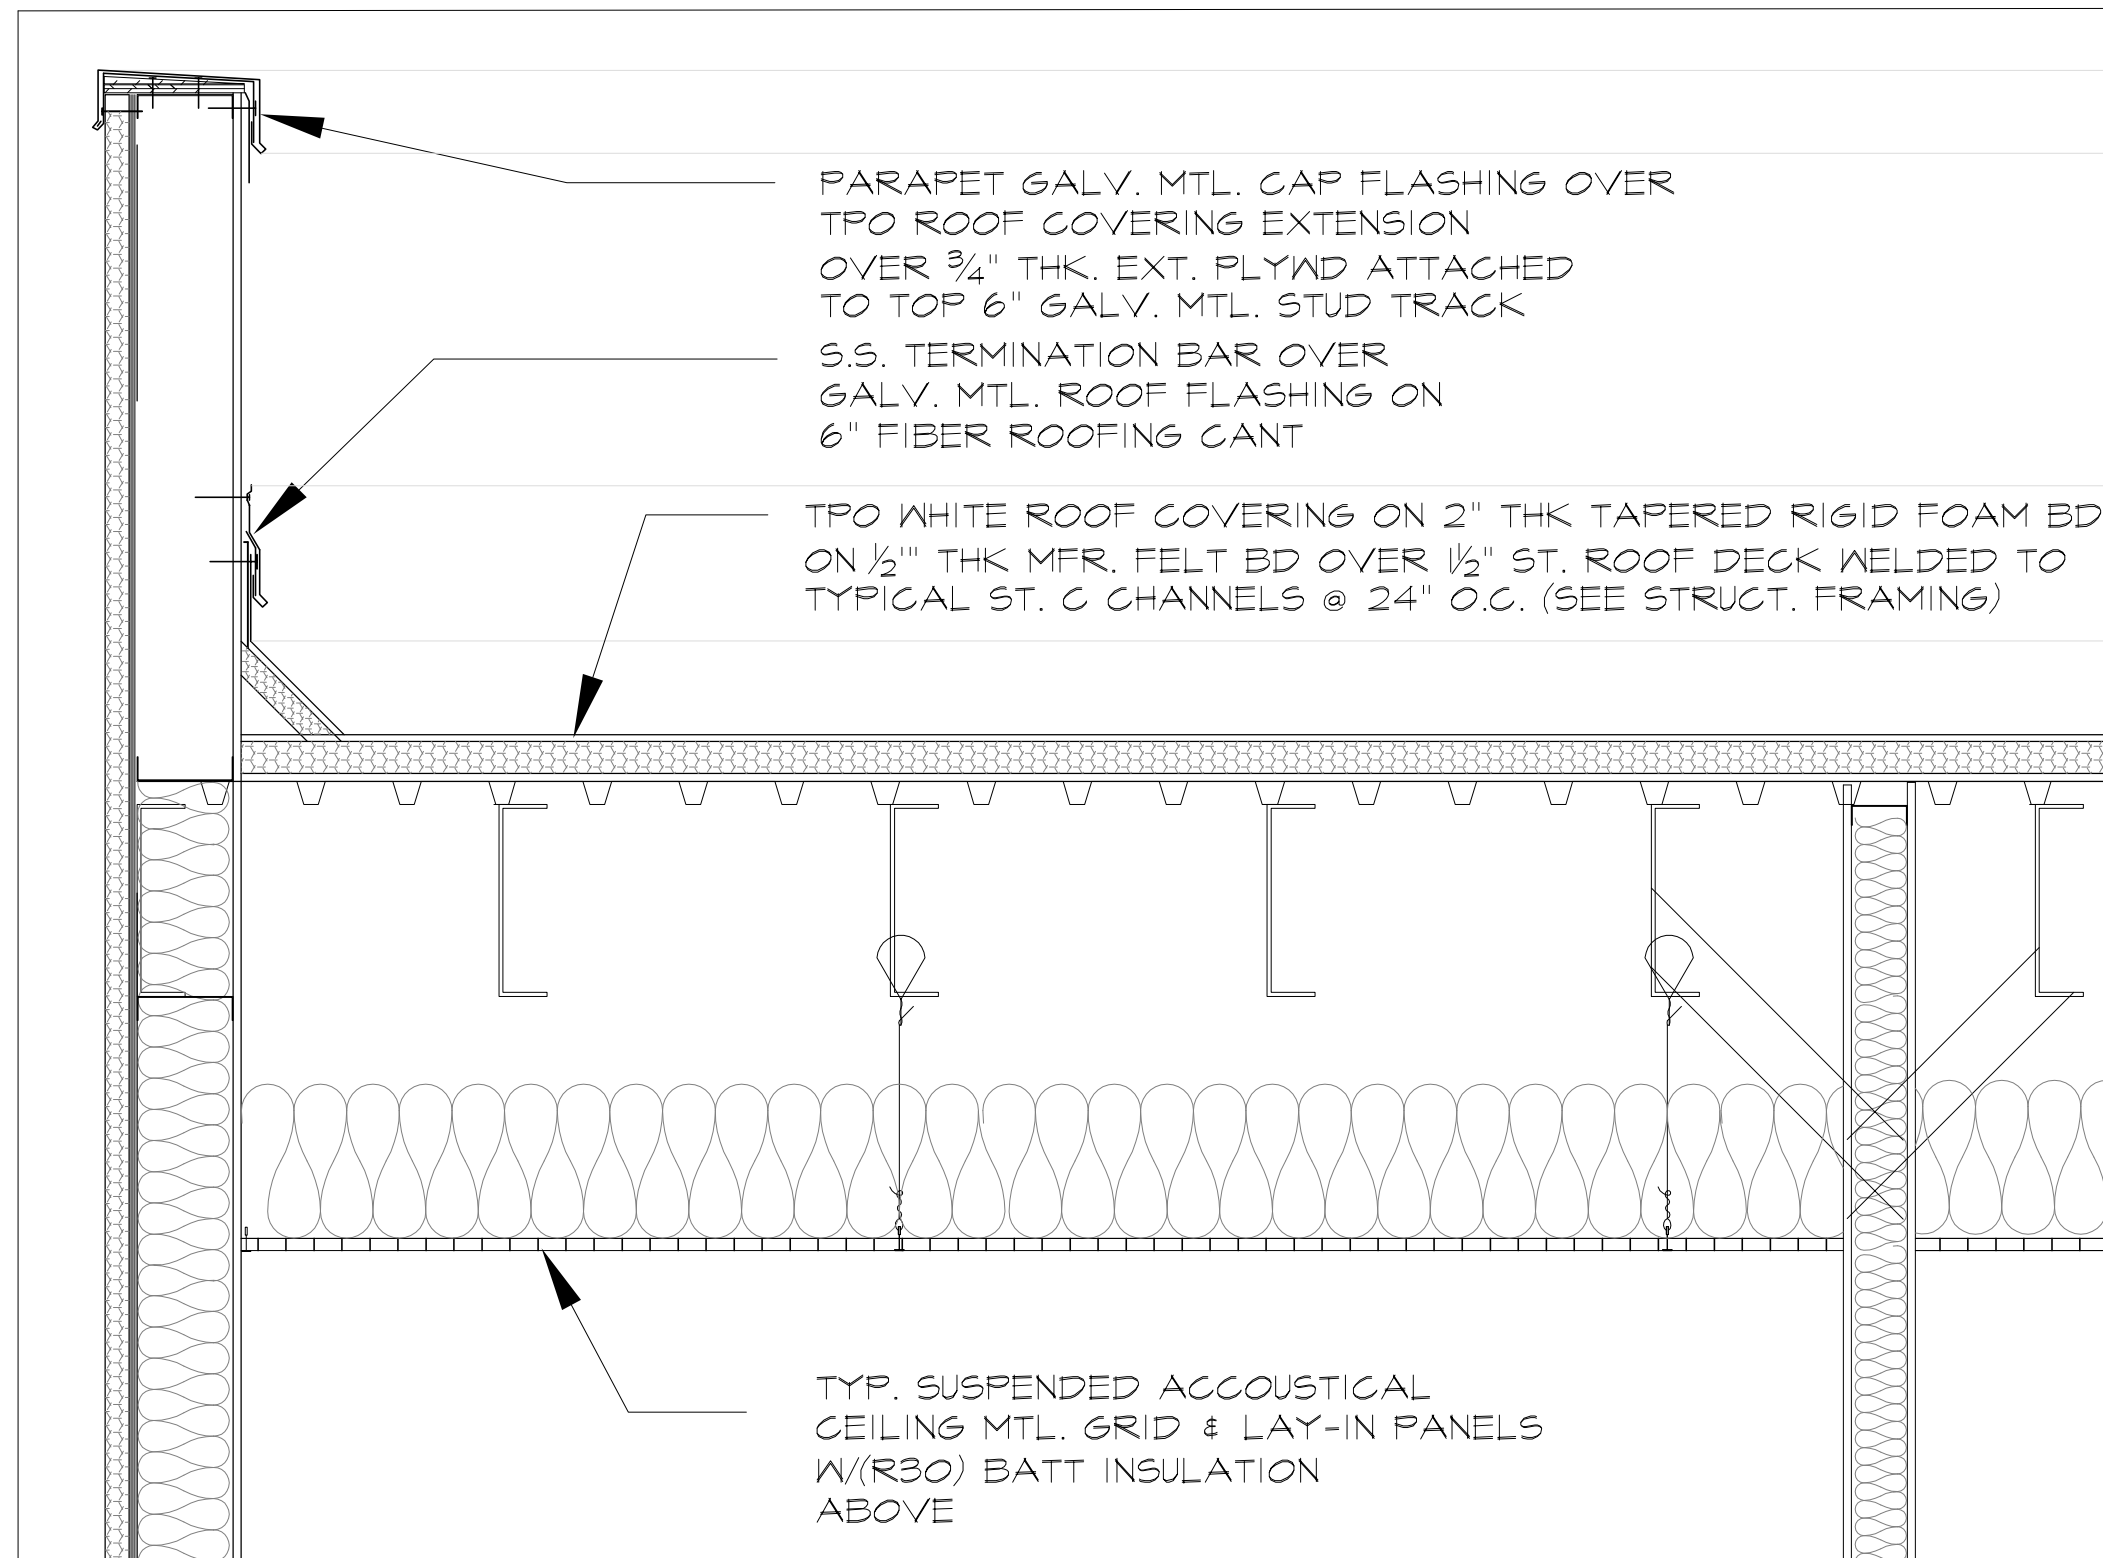 PARAPET GALV. MTL. CAP FLASHING OVER
TPO ROOF COVERING EXTENSION
OVER ¾" THK. EXT. PLYWD ATTACHED
TO TOP 6" GALV. MTL. STUD TRACK
S.S. TERMINATION BAR OVER
GALV. MTL. ROOF FLASHING ON
6" FIBER ROOFING CANT
TPO WHITE ROOF COVERING ON 2" THK TAPERED RIGID FOAM BD
ON ½'" THK MFR. FELT BD OVER 1½" ST. ROOF DECK WELDED TO
TYPICAL ST. C CHANNELS @ 24" O.C. (SEE STRUCT. FRAMING)
TYP. SUSPENDED ACCOUSTICAL
CEILING MTL. GRID & LAY-IN PANELS
W/(R30) BATT INSULATION
ABOVE